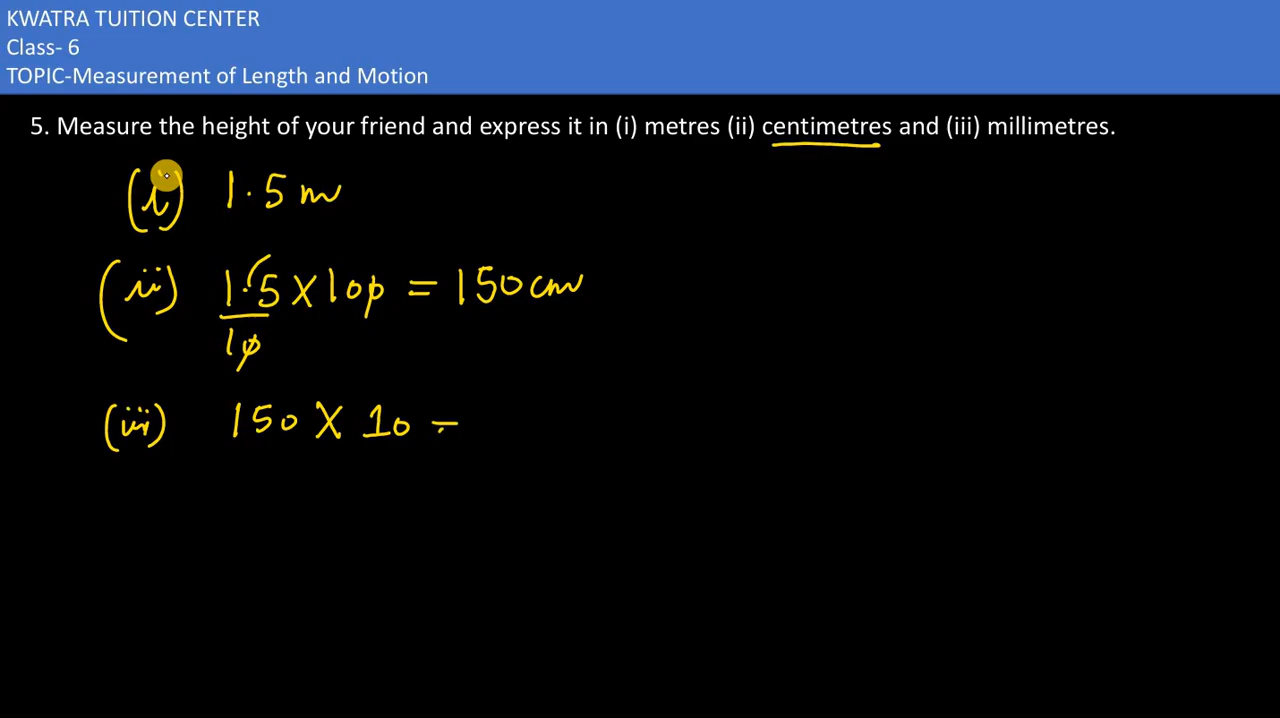 KWATRA TUITION CENTER
Class- 6
TOPIC-Measurement of Length and Motion
5. Measure the height of your friend and express it in (i) metres (ii) centimetres and (iii) millimetres.
(i) 1.5 m
(ii) 1.5 X 100 = 150 cm
10
(iii) 150 X 10 =